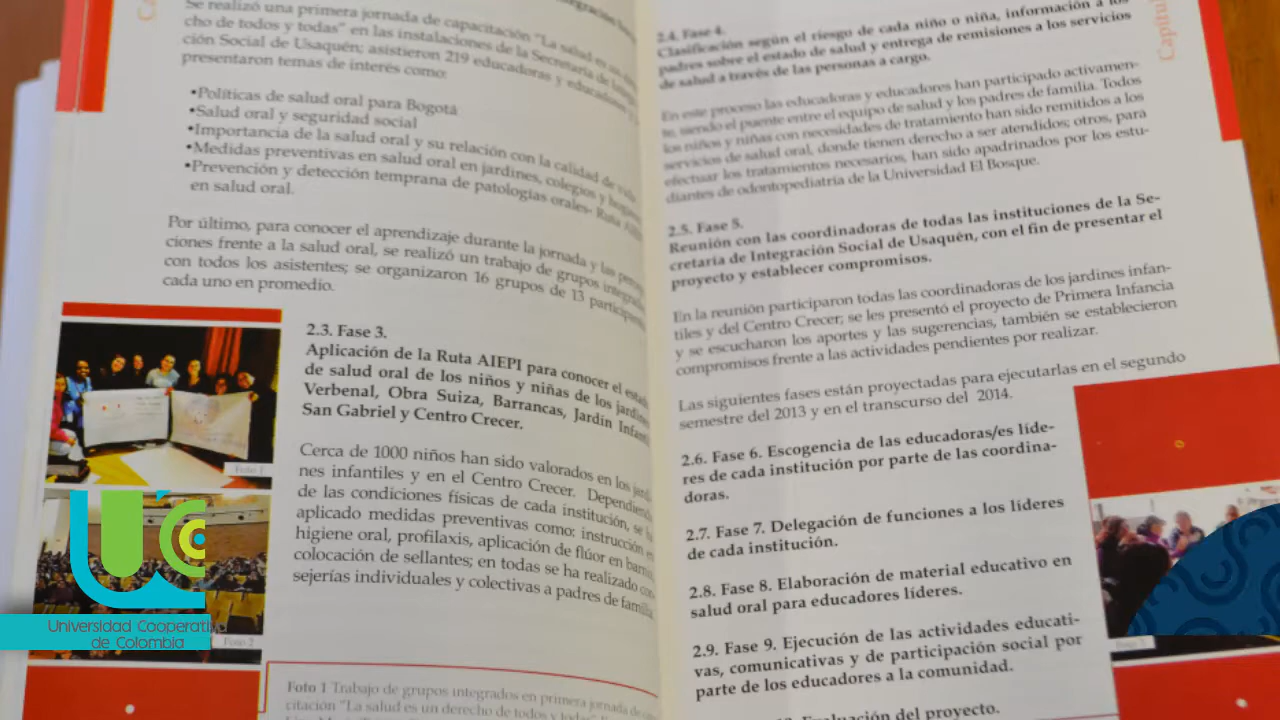 Se realizó una primera jornada de capacitación "La salud es un
cho de todos y todas" en las instalaciones de la Secretaría de
ción Social de Usaquén; asistieron 219 educadoras y educadores
presentaron temas de interés como:
•Políticas de salud oral para Bogotá
•Salud oral y seguridad social
•Importancia de la salud oral y su relación con la calidad de vida
•Medidas preventivas en salud oral en jardines, colegios y hogares
•Prevención y detección temprana de patologías orales- Ruta
en salud oral.
Por último, para conocer el aprendizaje durante la jornada y las
ciones frente a la salud oral, se realizó un trabajo de grupos
con todos los asistentes; se organizaron 16 grupos de 13
cada uno en promedio.
2.3. Fase 3.
Aplicación de la Ruta AIEPI para conocer el
de salud oral de los niños y niñas de los
Verbenal, Obra Suiza, Barrancas, Jardín
San Gabriel y Centro Crecer.
Cerca de 1000 niños han sido valorados en los
nes infantiles y en el Centro Crecer. Dependiendo
de las condiciones físicas de cada institución, se
aplicado medidas preventivas como: instrucción
higiene oral, profilaxis, aplicación de flúor en
colocación de sellantes; en todas se ha realizado
sejerías individuales y colectivas a padres de
Foto 1
Foto 2
Foto 1 Trabajo de grupos integrados en primera jornada de
citación "La salud es un derecho de todos y todas"
Universidad Cooperativa
de Colombia
2.4. Fase 4.
Clasificación según el riesgo de cada niño o niña, información a los
padres sobre el estado de salud y entrega de remisiones a los servicios
de salud a través de las personas a cargo.
En este proceso las educadoras y educadores han participado activamen-
te, siendo el puente entre el equipo de salud y los padres de familia. Todos
los niños y niñas con necesidades de tratamiento han sido remitidos a los
servicios de salud oral, donde tienen derecho a ser atendidos; otros, para
efectuar los tratamientos necesarios, han sido apadrinados por los estu-
diantes de odontopediatría de la Universidad El Bosque.
2.5. Fase 5.
Reunión con las coordinadoras de todas las instituciones de la Se-
cretaría de Integración Social de Usaquén, con el fin de presentar el
proyecto y establecer compromisos.
En la reunión participaron todas las coordinadoras de los jardines infan-
tiles y del Centro Crecer; se les presentó el proyecto de Primera Infancia
y se escucharon los aportes y las sugerencias, también se establecieron
compromisos frente a las actividades pendientes por realizar.
Las siguientes fases están proyectadas para ejecutarlas en el segundo
semestre del 2013 y en el transcurso del 2014.
2.6. Fase 6. Escogencia de las educadoras/es líde-
res de cada institución por parte de las coordina-
doras.
2.7. Fase 7. Delegación de funciones a los líderes
de cada institución.
2.8. Fase 8. Elaboración de material educativo en
salud oral para educadores líderes.
2.9. Fase 9. Ejecución de las actividades educati-
vas, comunicativas y de participación social por
parte de los educadores a la comunidad.
del proyecto.